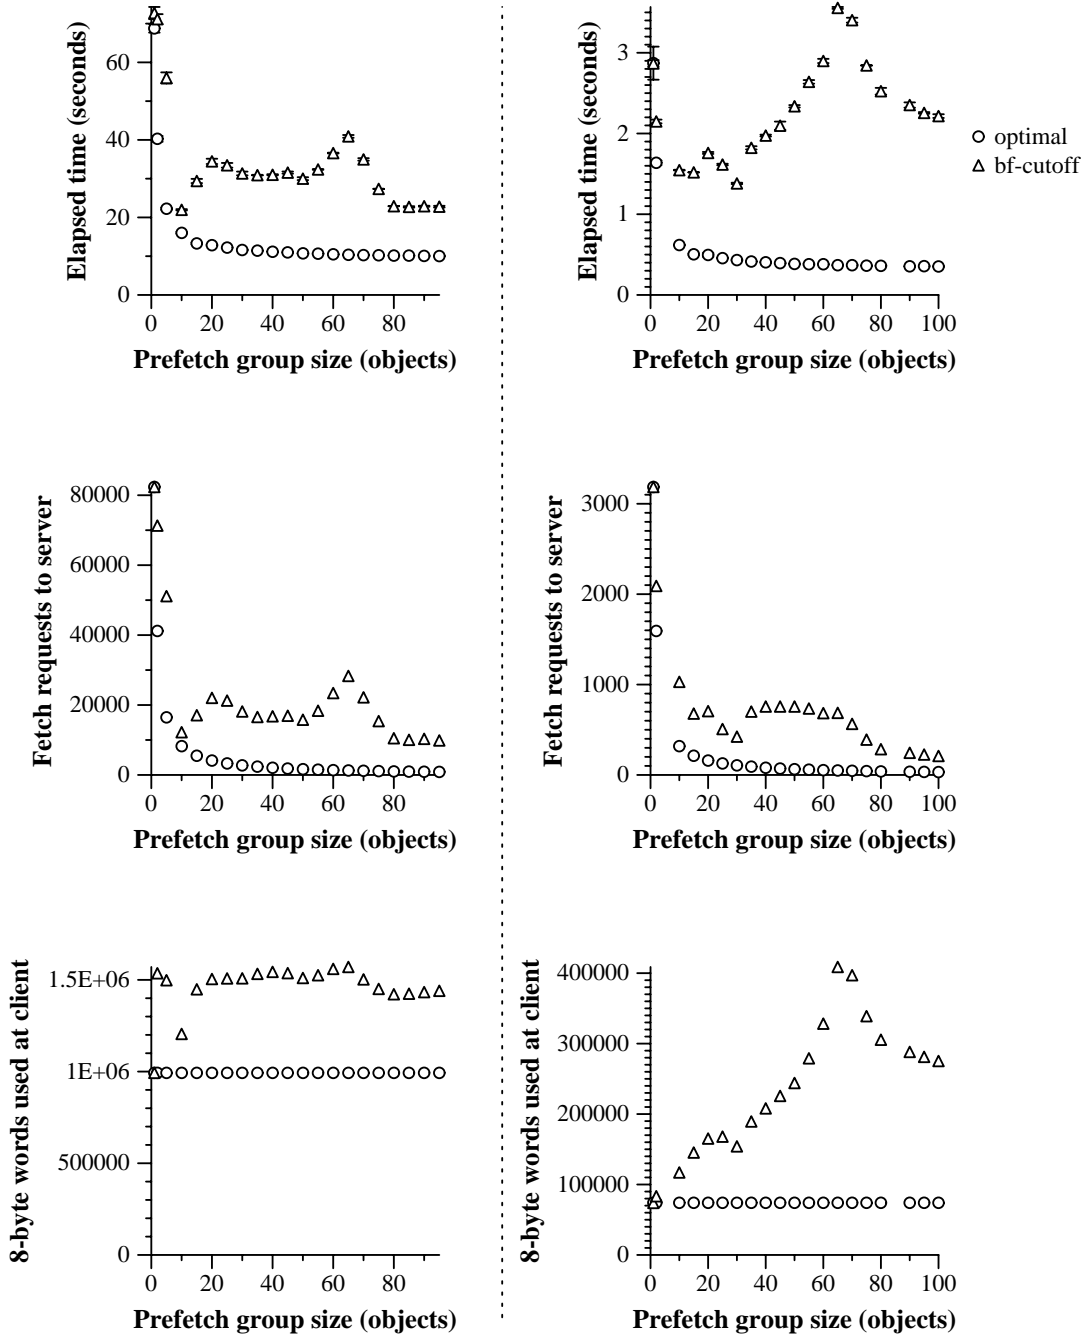 Elapsed time (seconds)
60
40
20
0
0 20 40 60 80
Prefetch group size (objects)
Elapsed time (seconds)
3
2
1
0
0 20 40 60 80 100
Prefetch group size (objects)
optimal
bf-cutoff
Fetch requests to server
80000
60000
40000
20000
0
0 20 40 60 80
Prefetch group size (objects)
Fetch requests to server
3000
2000
1000
0
0 20 40 60 80 100
Prefetch group size (objects)
8-byte words used at client
1.5E+06
1E+06
500000
0
0 20 40 60 80
Prefetch group size (objects)
8-byte words used at client
400000
300000
200000
100000
0
0 20 40 60 80 100
Prefetch group size (objects)